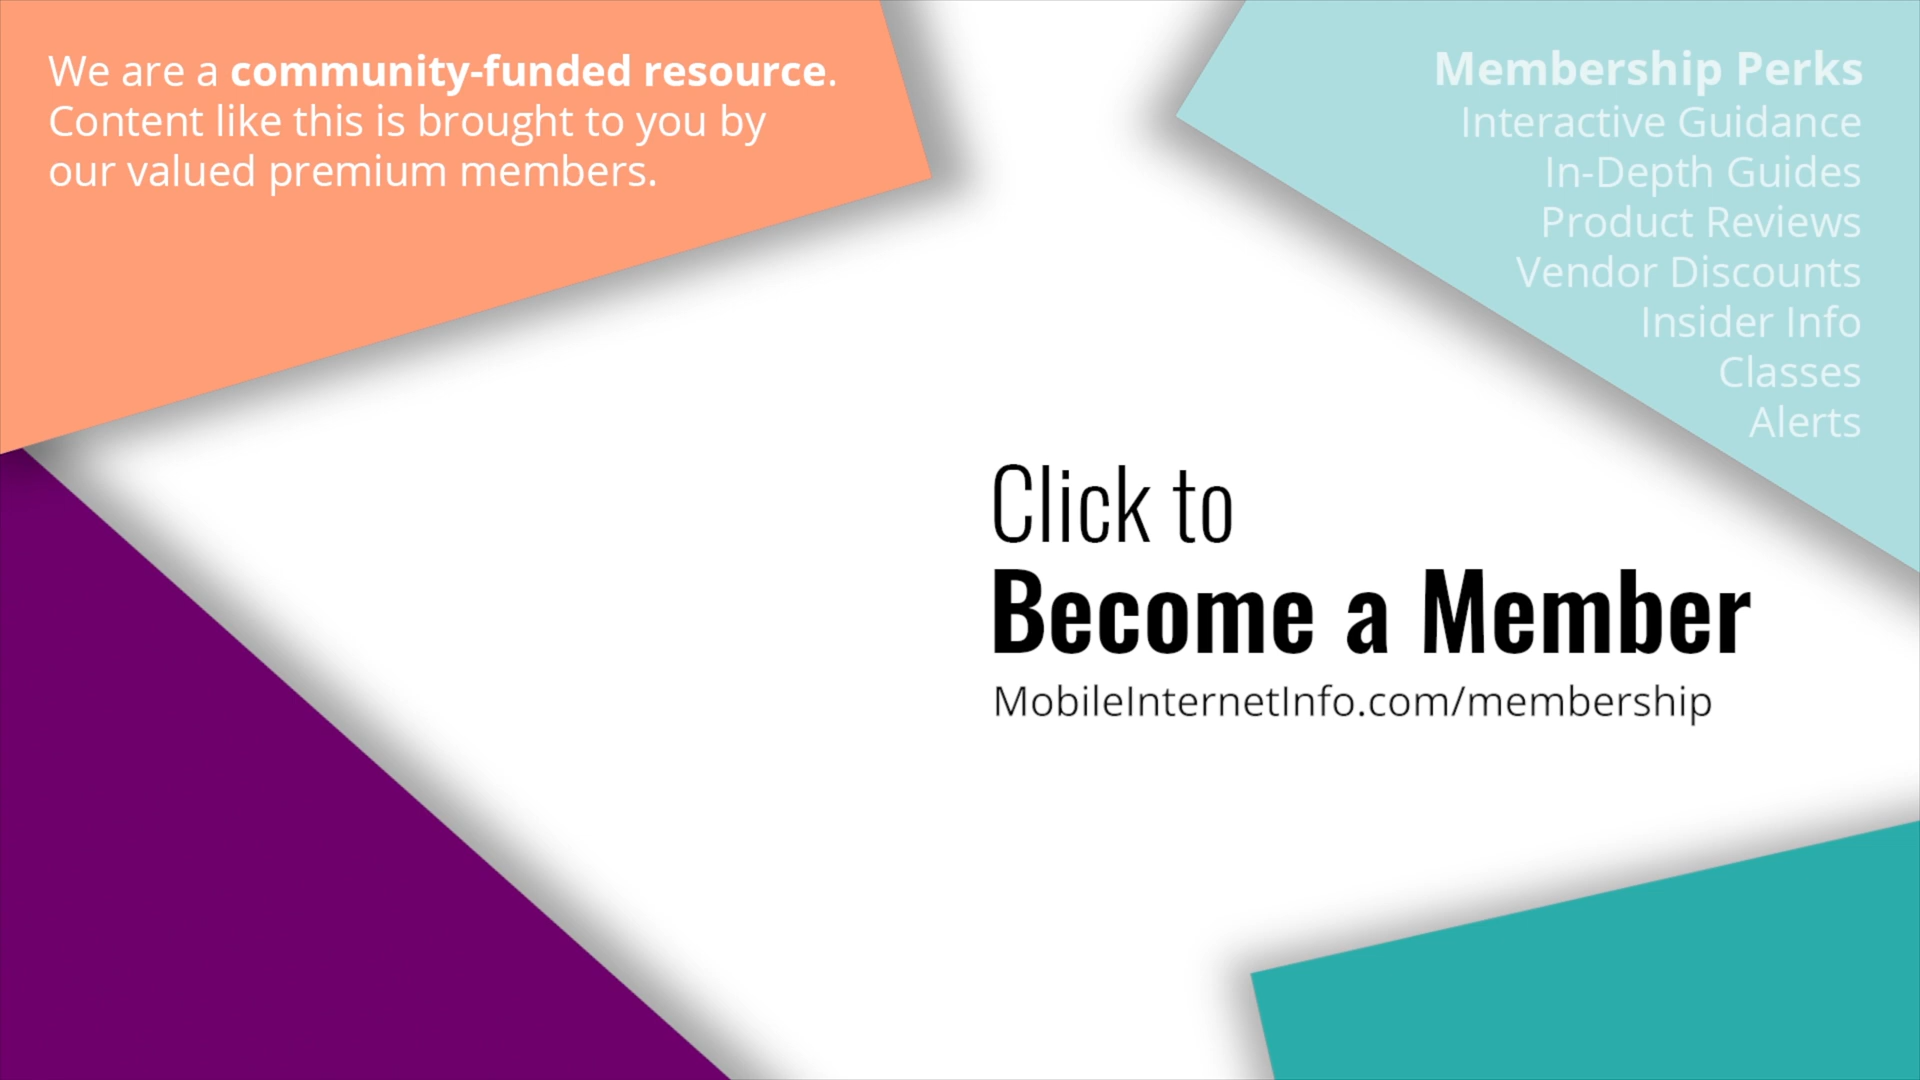 We are a community-funded resource.
Content like this is brought to you by
our valued premium members.
Membership Perks
Interactive Guidance
In-Depth Guides
Product Reviews
Vendor Discounts
Insider Info
Classes
Alerts
Click to
Become a Member
MobileInternetInfo.com/membership